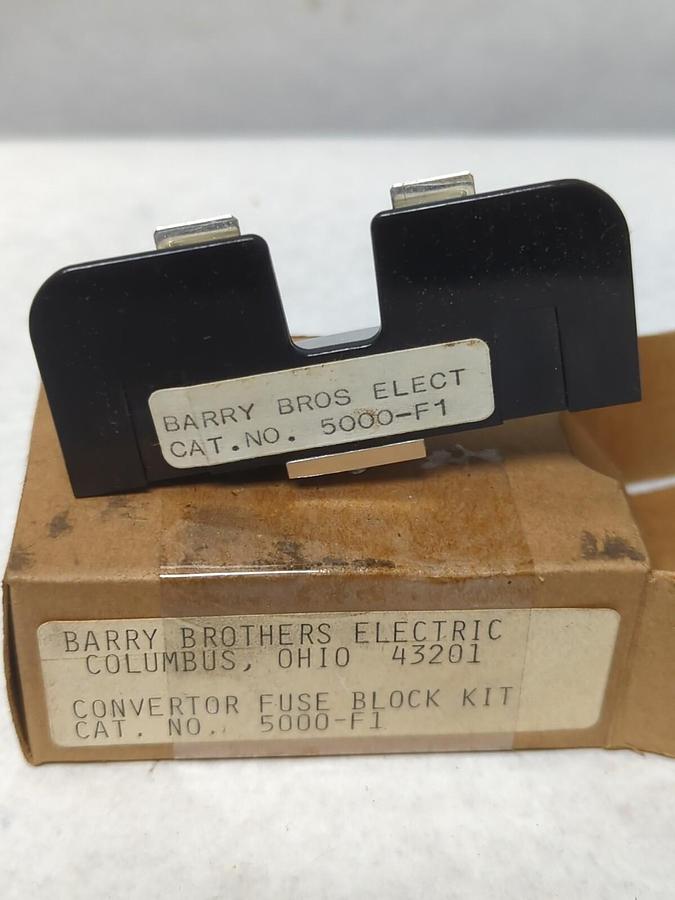 BARRY BROS ELECT
CAT.NO. 5000-F1
BARRY BROTHERS ELECTRIC
COLUMBUS, OHIO 43201
CONVERTOR FUSE BLOCK KIT
CAT. NO. 5000-F1